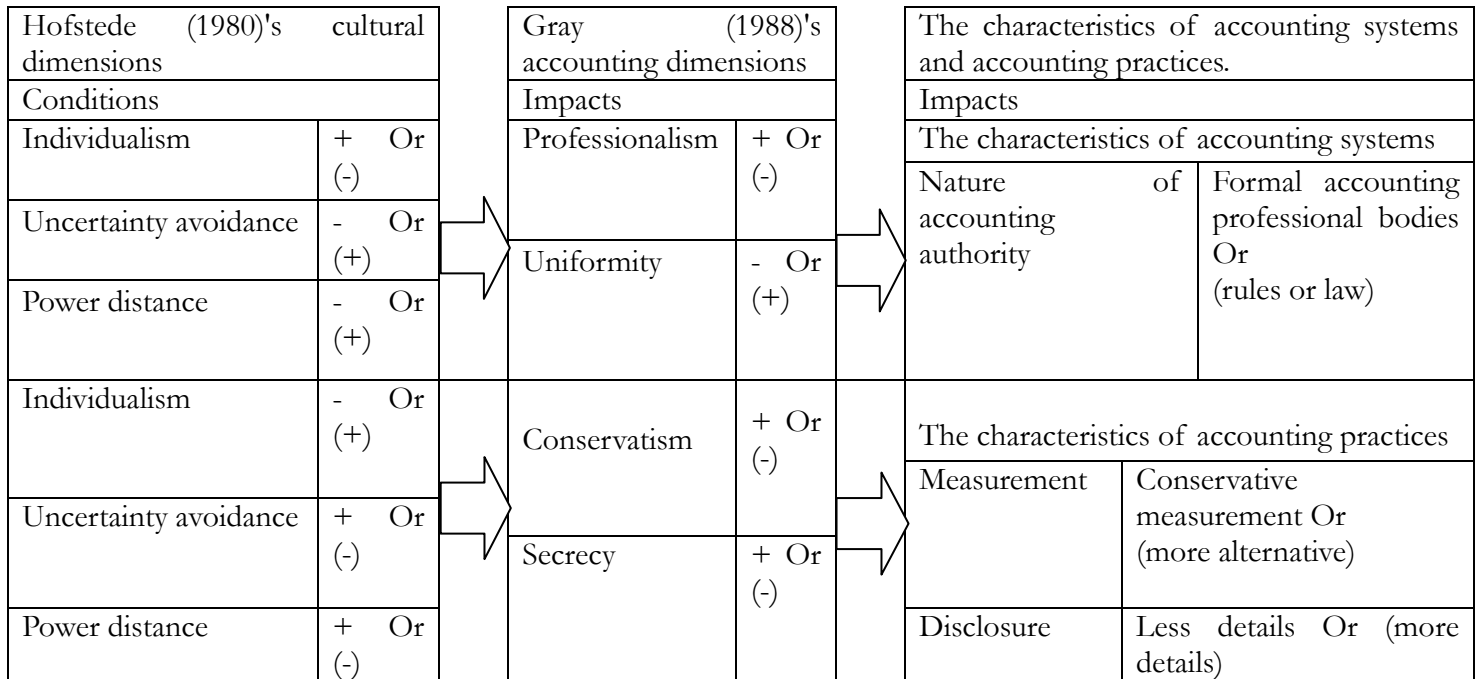 Hofstede (1980)'s cultural
dimensions
Conditions
Individualism + Or
(-)
Uncertainty avoidance - Or
(+)
Power distance - Or
(+)
Individualism - Or
(+)
Uncertainty avoidance + Or
(-)
Power distance + Or
(-)
Gray (1988)'s
accounting dimensions
Impacts
Professionalism + Or
(-)
Uniformity - Or
(+)
Conservatism + Or
(-)
Secrecy + Or
(-)
The characteristics of accounting systems
and accounting practices.
Impacts
The characteristics of accounting systems
Nature of
accounting
authority
Formal accounting
professional bodies
Or
(rules or law)
The characteristics of accounting practices
Measurement
Conservative
measurement Or
(more alternative)
Disclosure
Less details Or (more
details)